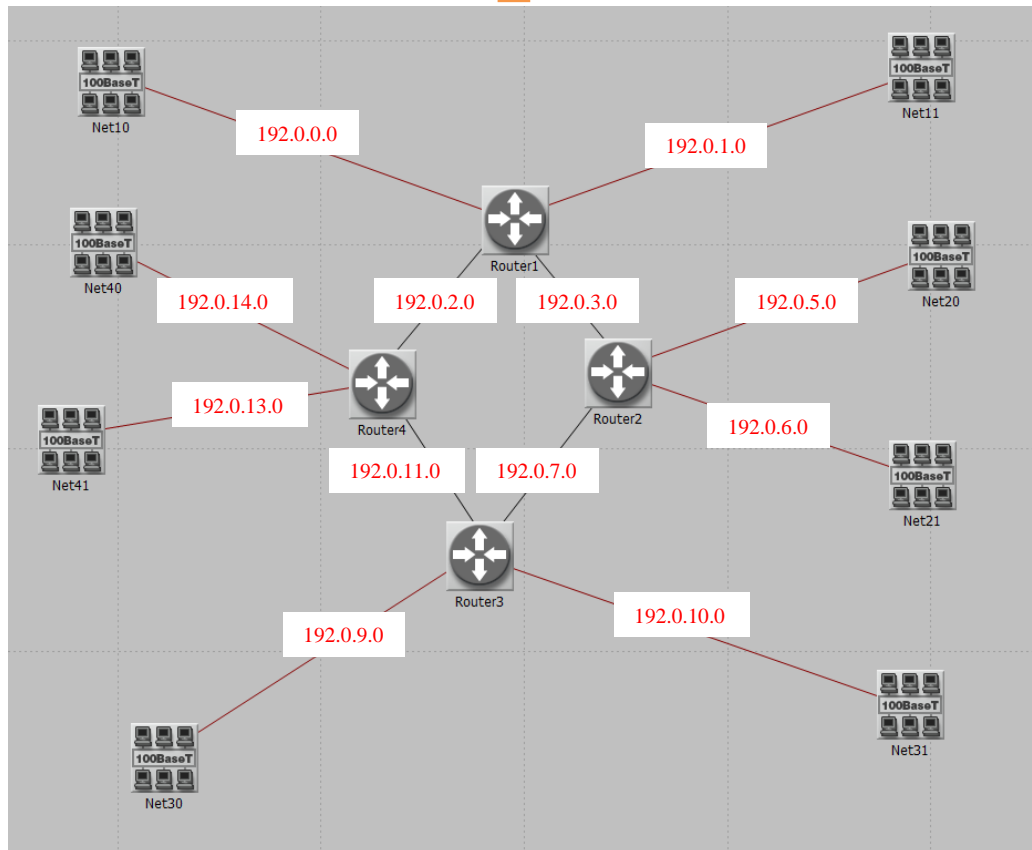 100BaseT
Net10
100BaseT
Net11
192.0.0.0
192.0.1.0
Router1
100BaseT
Net40
100BaseT
Net20
192.0.14.0
192.0.2.0
192.0.3.0
192.0.5.0
Router4
Router2
192.0.13.0
100BaseT
Net41
192.0.6.0
192.0.11.0
192.0.7.0
100BaseT
Net21
Router3
192.0.9.0
192.0.10.0
100BaseT
Net31
100BaseT
Net30